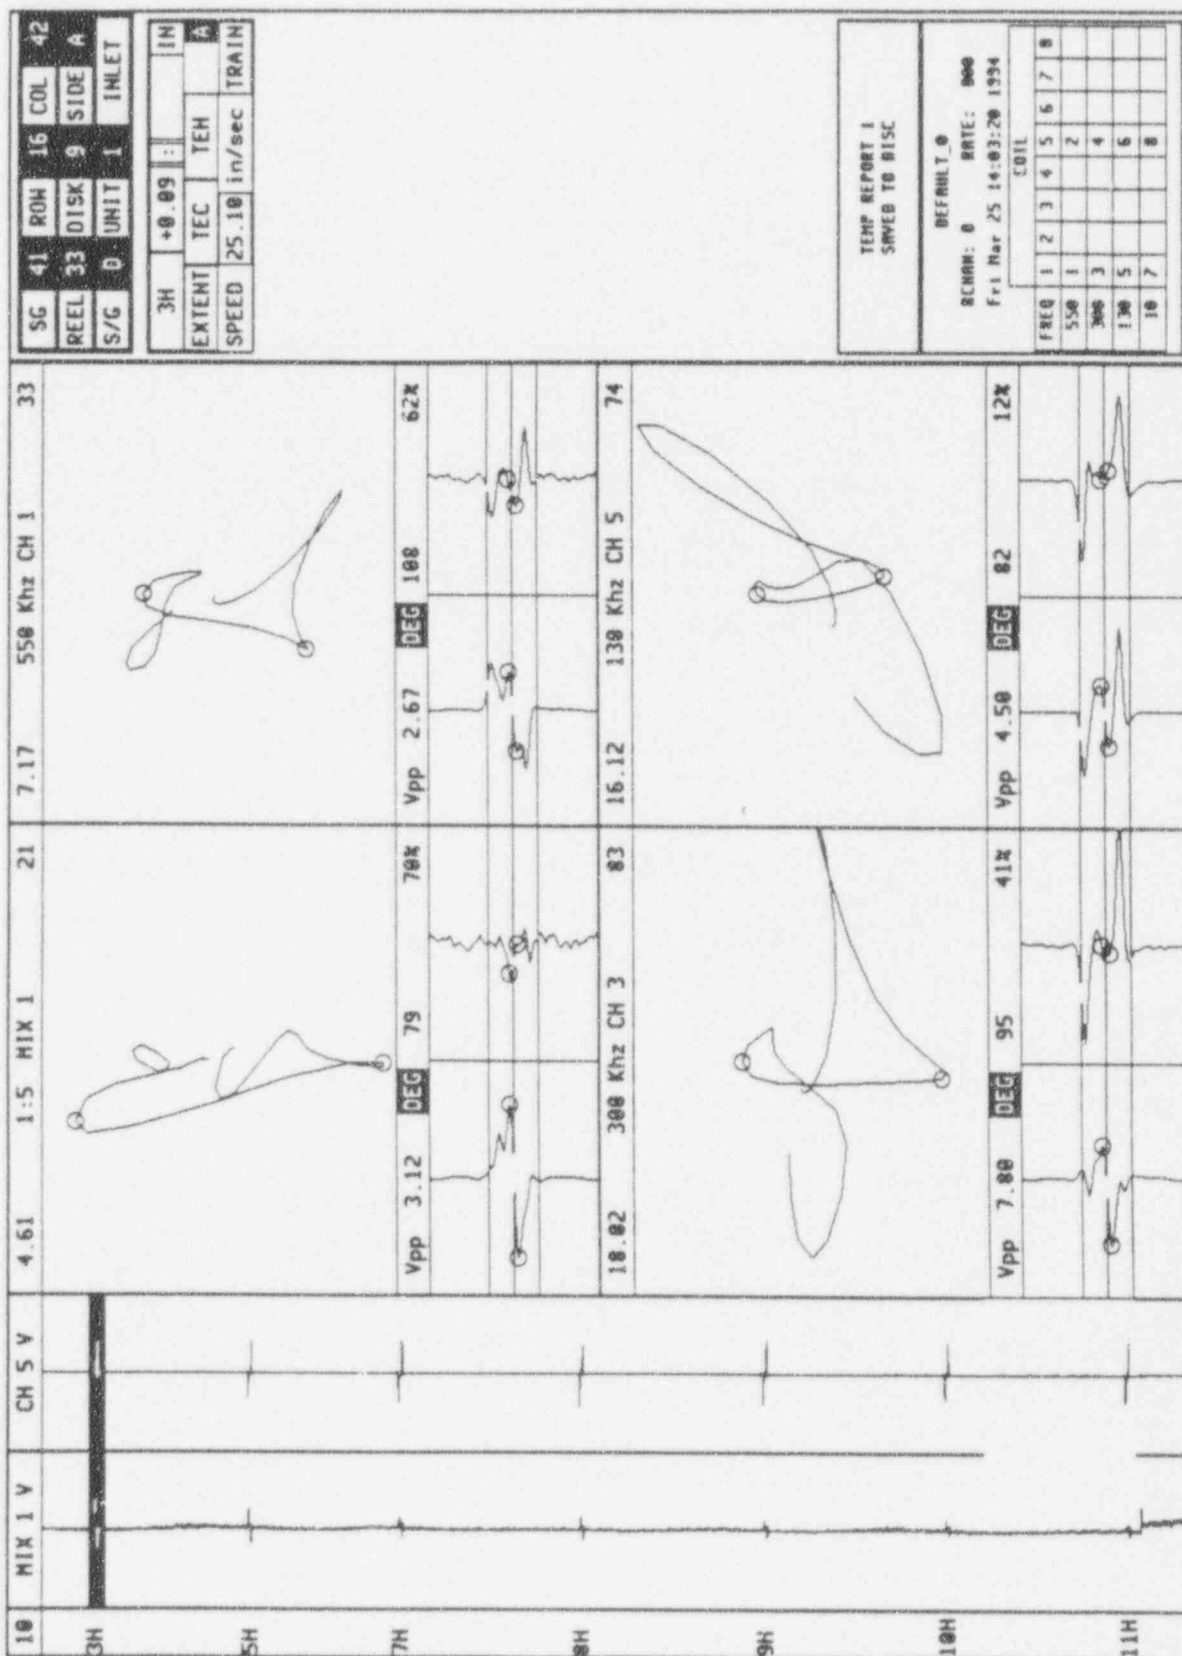 10 MIX 1 V CH 5 V
3H
5H
7H
8H
9H
10H
11H
4.61 1:5 MIX 1 21
Vpp 3.12 DEG 79 70%
7.17 550 Khz CH 1 33
Vpp 2.67 DEG 108 62%
18.02 300 Khz CH 3 83
Vpp 7.80 DEG 95 41%
16.12 130 Khz CH 5 74
Vpp 4.50 DEG 82 12%
SG 41 ROW 16 COL 42
REEL 33 DISK 9 SIDE A
S/G D UNIT 1 INLET
3H +0.09 : IN
EXTENT TEC TEH A
SPEED 25.10 in/sec TRAIN
TEMP REPORT 1
SAVED TO DISC
DEFAULT_0
RATE: 800
Fri Mar 25 14:03:20 1994
COIL
FREQ 1 2 3 4 5 6 7 8
550 1 2
300 3 4
130 5 6
10 7 8